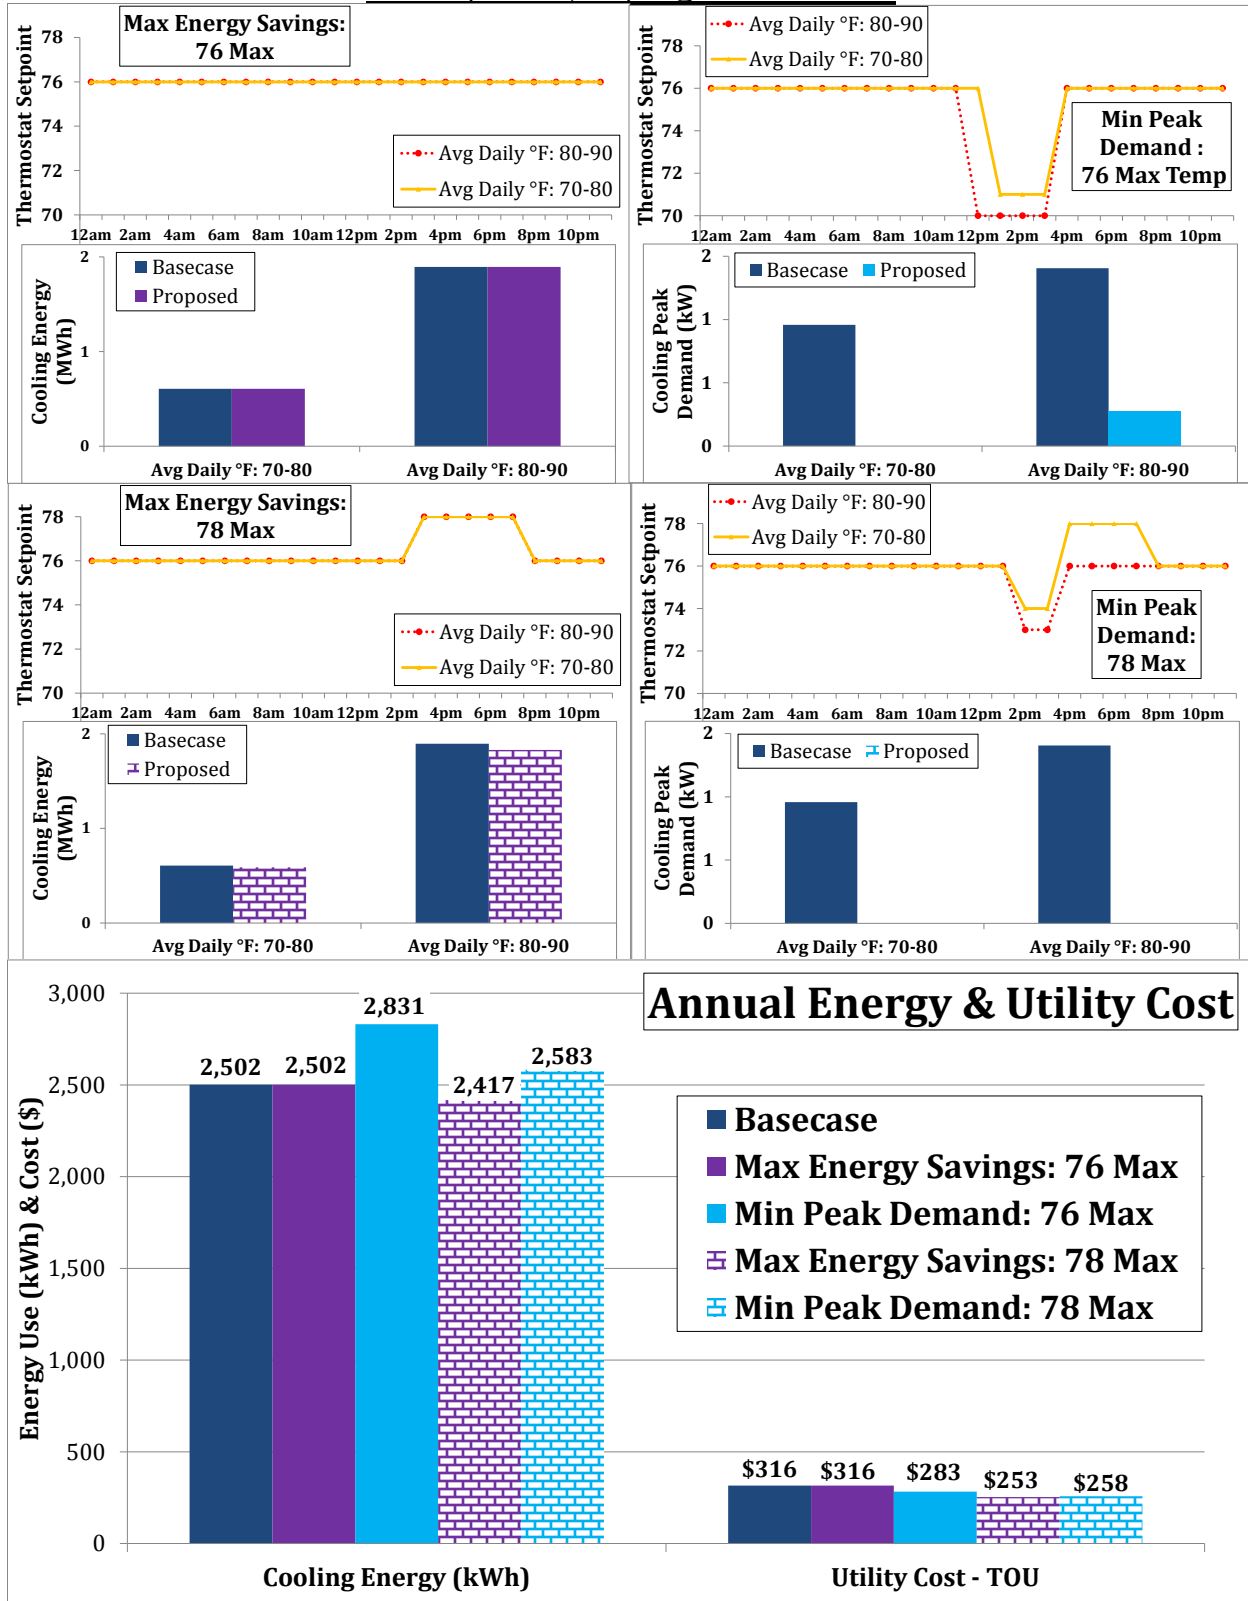 Max Energy Savings:
76 Max
Thermostat Setpoint
78
76
74
72
70
Avg Daily °F: 80-90
Avg Daily °F: 70-80
12am 2am 4am 6am 8am 10am 12pm 2pm 4pm 6pm 8pm 10pm
Cooling Energy
(MWh)
2
1
0
Basecase
Proposed
Avg Daily °F: 70-80
Avg Daily °F: 80-90
Avg Daily °F: 80-90
Avg Daily °F: 70-80
Thermostat Setpoint
78
76
74
72
70
Min Peak
Demand :
76 Max Temp
12am 2am 4am 6am 8am 10am 12pm 2pm 4pm 6pm 8pm 10pm
Cooling Peak
Demand (kW)
2
1
1
0
Basecase
Proposed
Avg Daily °F: 70-80
Avg Daily °F: 80-90
Max Energy Savings:
78 Max
Thermostat Setpoint
78
76
74
72
70
Avg Daily °F: 80-90
Avg Daily °F: 70-80
12am 2am 4am 6am 8am 10am 12pm 2pm 4pm 6pm 8pm 10pm
Cooling Energy
(MWh)
2
1
0
Basecase
Proposed
Avg Daily °F: 70-80
Avg Daily °F: 80-90
Avg Daily °F: 80-90
Avg Daily °F: 70-80
Thermostat Setpoint
78
76
74
72
70
Min Peak
Demand:
78 Max
12am 2am 4am 6am 8am 10am 12pm 2pm 4pm 6pm 8pm 10pm
Cooling Peak
Demand (kW)
2
1
1
0
Basecase
Proposed
Avg Daily °F: 70-80
Avg Daily °F: 80-90
Annual Energy & Utility Cost
Energy Use (kWh) & Cost ($)
3,000
2,500
2,000
1,500
1,000
500
0
2,502
2,502
2,831
2,417
2,583
Basecase
Max Energy Savings: 76 Max
Min Peak Demand: 76 Max
Max Energy Savings: 78 Max
Min Peak Demand: 78 Max
$316
$316
$283
$253
$258
Cooling Energy (kWh)
Utility Cost - TOU